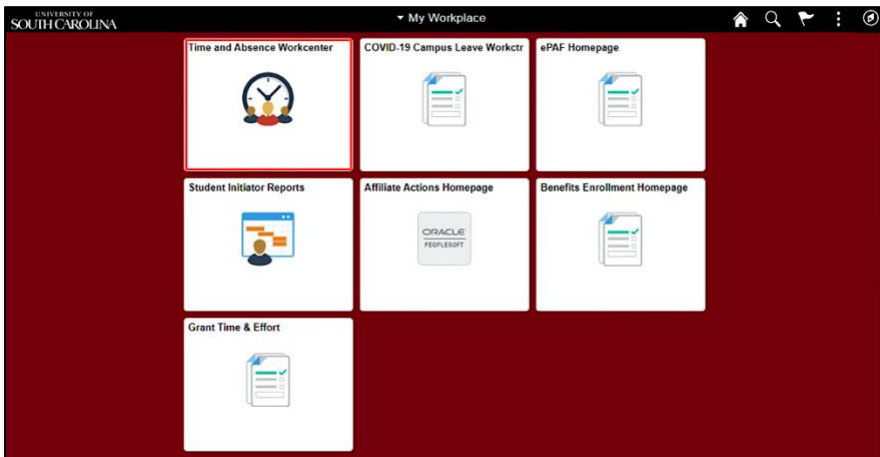 UNIVERSITY OF
SOUTH CAROLINA
My Workplace
Time and Absence Workcenter
COVID-19 Campus Leave Workctr
ePAF Homepage
Student Initiator Reports
Affiliate Actions Homepage
Benefits Enrollment Homepage
ORACLE
PEOPLESOFT
Grant Time & Effort